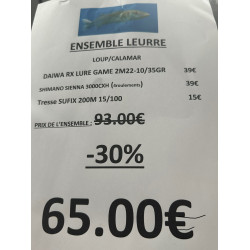 ENSEMBLE LEURRE
LOUP/CALAMAR
DAIWA RX LURE GAME 2M22-10/35GR 39€
SHIMANO SIENNA 3000CXH (Roulements) 39€
Tresse SUFIX 200M 15/100 15€
PRIX DE L'ENSEMBLE : 93.00€
-30%
65.00€